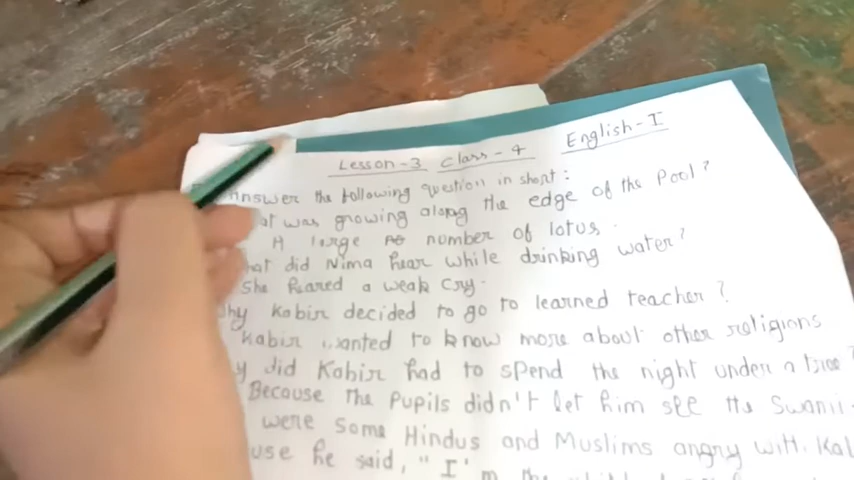 Lesson-3 Class-4 English-I
Answer the following question in short:
at was growing along the edge of the Pool?
A large number of lotus.
hat did Nima hear while drinking water?
She heared a weak cry.
hy Kabir decided to go to learned teacher?
Kabir wanted to know more about other religions
y did Kabir had to spend the night under a tree?
Because the Pupils didn't let him see the Swami
were some Hindus and Muslims angry with Kab
use he said, "I'm the